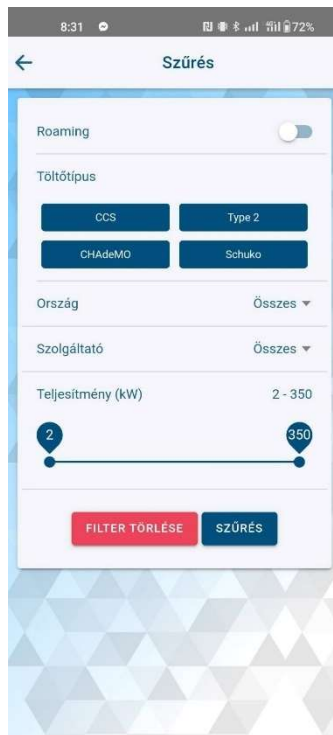 8:31 72%
Szűrés
Roaming
Töltőtípus
CCS Type 2
CHAdeMO Schuko
Ország Összes
Szolgáltató Összes
Teljesítmény (kW) 2 - 350
2 350
FILTER TÖRLÉSE SZŰRÉS